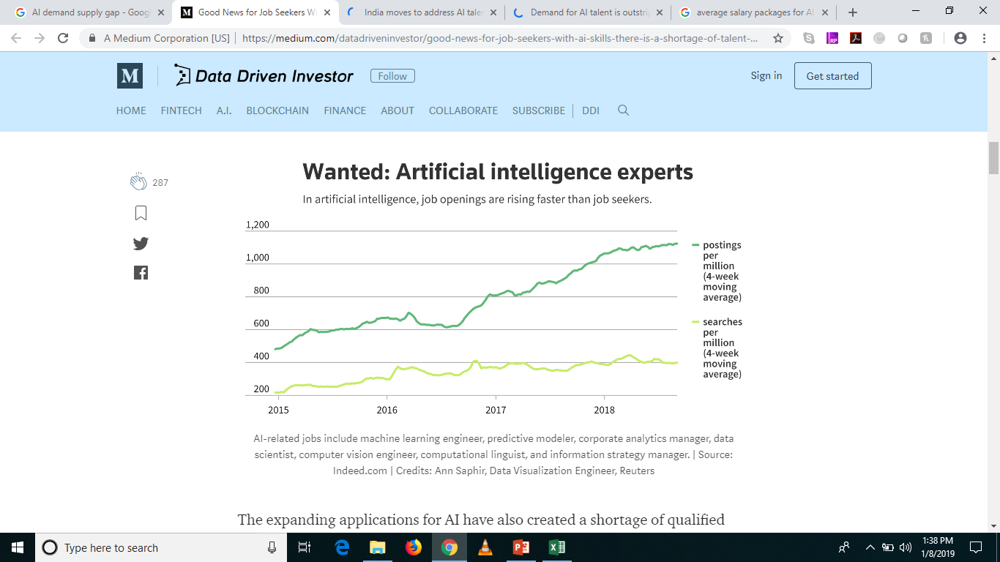 AI demand supply gap - Googl
Good News for Job Seekers Wi
India moves to address AI talen
Demand for AI talent is outstrip
average salary packages for AI
A Medium Corporation [US]
https://medium.com/datadriveninvestor/good-news-for-job-seekers-with-ai-skills-there-is-a-shortage-of-talent-...
M
Data Driven Investor
Follow
Sign in
Get started
HOME FINTECH A.I. BLOCKCHAIN FINANCE ABOUT COLLABORATE SUBSCRIBE DDI
Wanted: Artificial intelligence experts
287
In artificial intelligence, job openings are rising faster than job seekers.
1,200
1,000
800
600
400
200
2015 2016 2017 2018
postings
per
million
(4-week
moving
average)
searches
per
million
(4-week
moving
average)
AI-related jobs include machine learning engineer, predictive modeler, corporate analytics manager, data
scientist, computer vision engineer, computational linguist, and information strategy manager. | Source:
Indeed.com | Credits: Ann Saphir, Data Visualization Engineer, Reuters
The expanding applications for AI have also created a shortage of qualified
Type here to search
1:38 PM
1/8/2019